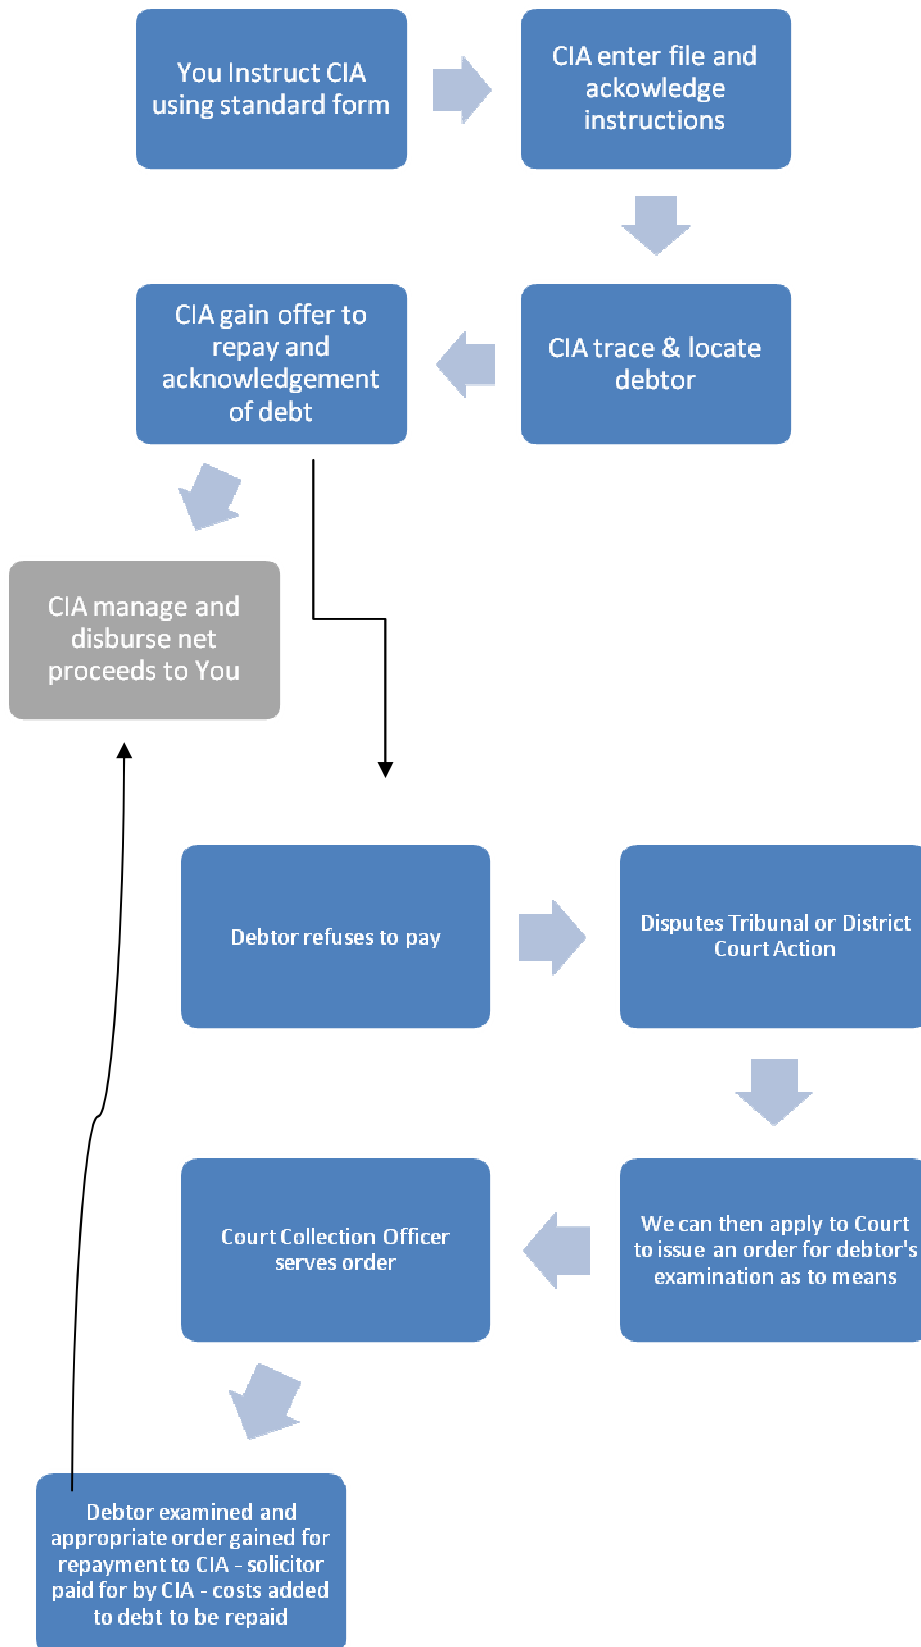 You Instruct CIA
using standard form
CIA enter file and
ackowledge
instructions
CIA gain offer to
repay and
acknowledgement
of debt
CIA trace & locate
debtor
CIA manage and
disburse net
proceeds to You
Debtor refuses to pay
Disputes Tribunal or District
Court Action
Court Collection Officer
serves order
We can then apply to Court
to issue an order for debtor's
examination as to means
Debtor examined and
appropriate order gained for
repayment to CIA - solicitor
paid for by CIA - costs added
to debt to be repaid